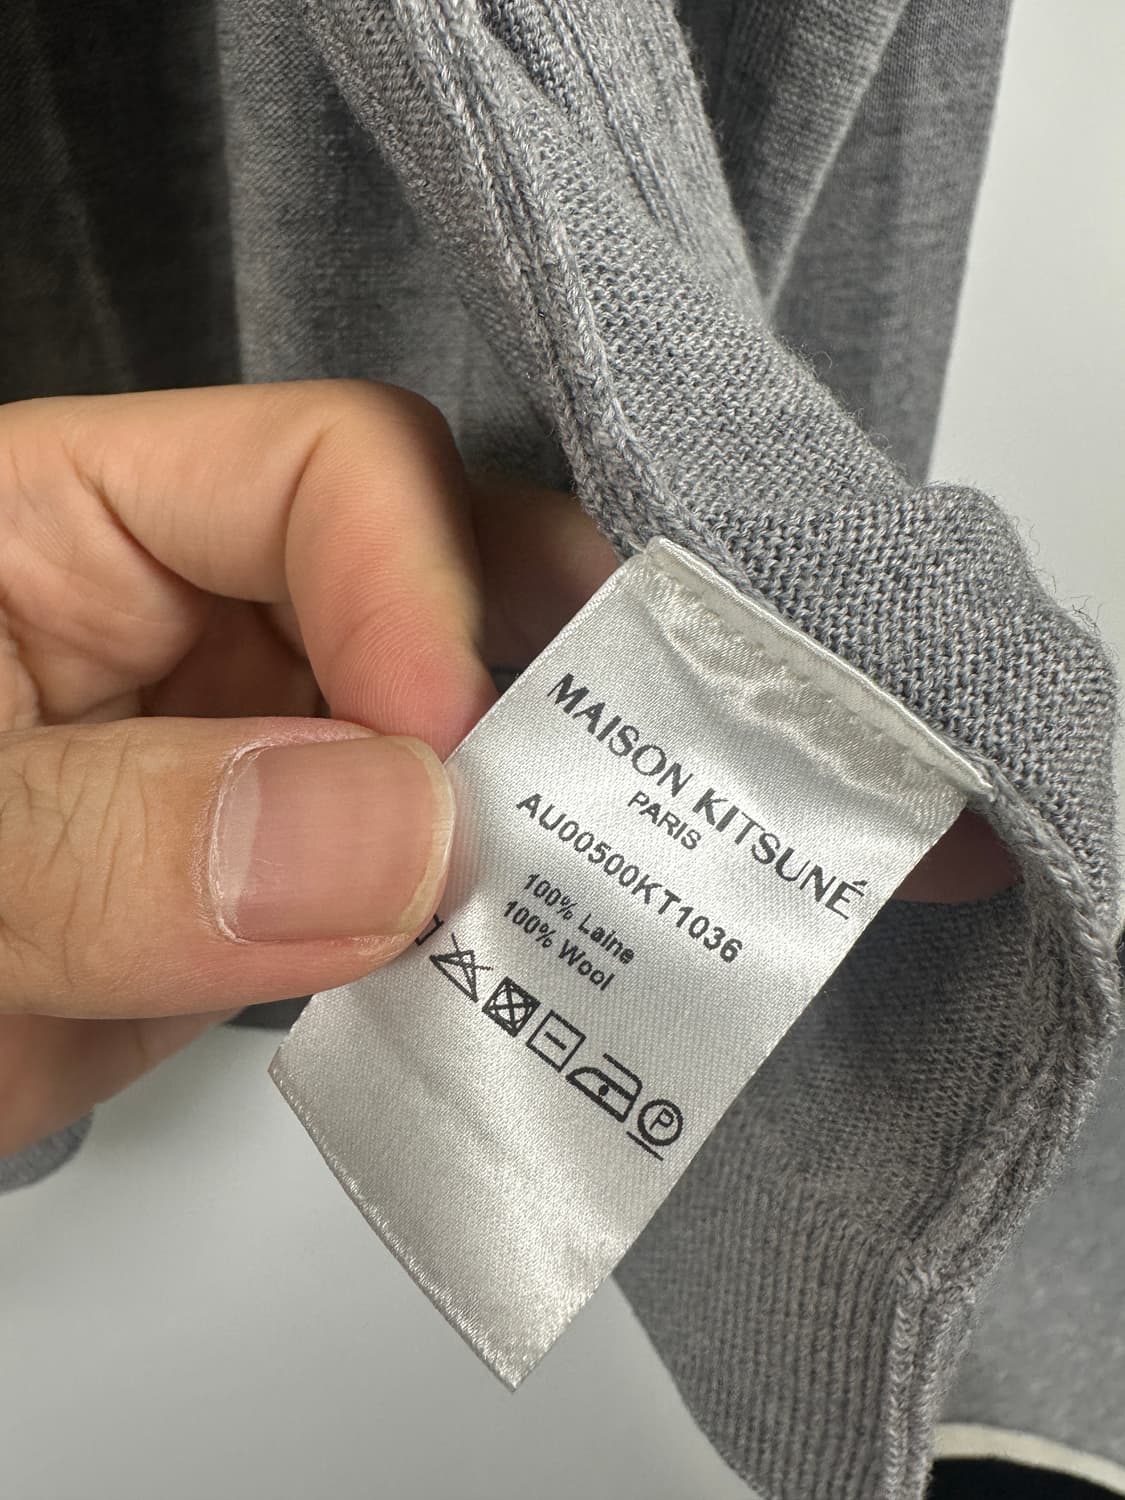 MAISON KITSUNÉ
PARIS
AU00500KT1036
100% Laine
100% Wool
P